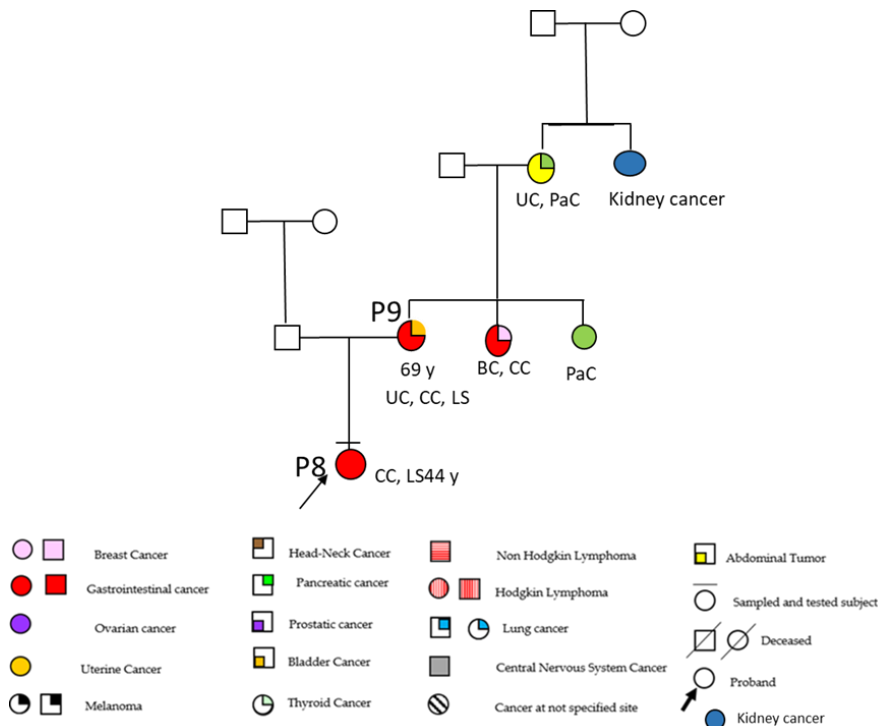 UC, PaC
Kidney cancer
P9
69 y
UC, CC, LS
BC, CC
PaC
P8
CC, LS44 y
Breast Cancer
Head-Neck Cancer
Non Hodgkin Lymphoma
Abdominal Tumor
Gastrointestinal cancer
Pancreatic cancer
Hodgkin Lymphoma
Sampled and tested subject
Ovarian cancer
Prostatic cancer
Lung cancer
Deceased
Uterine Cancer
Bladder Cancer
Central Nervous System Cancer
Proband
Melanoma
Thyroid Cancer
Cancer at not specified site
Kidney cancer